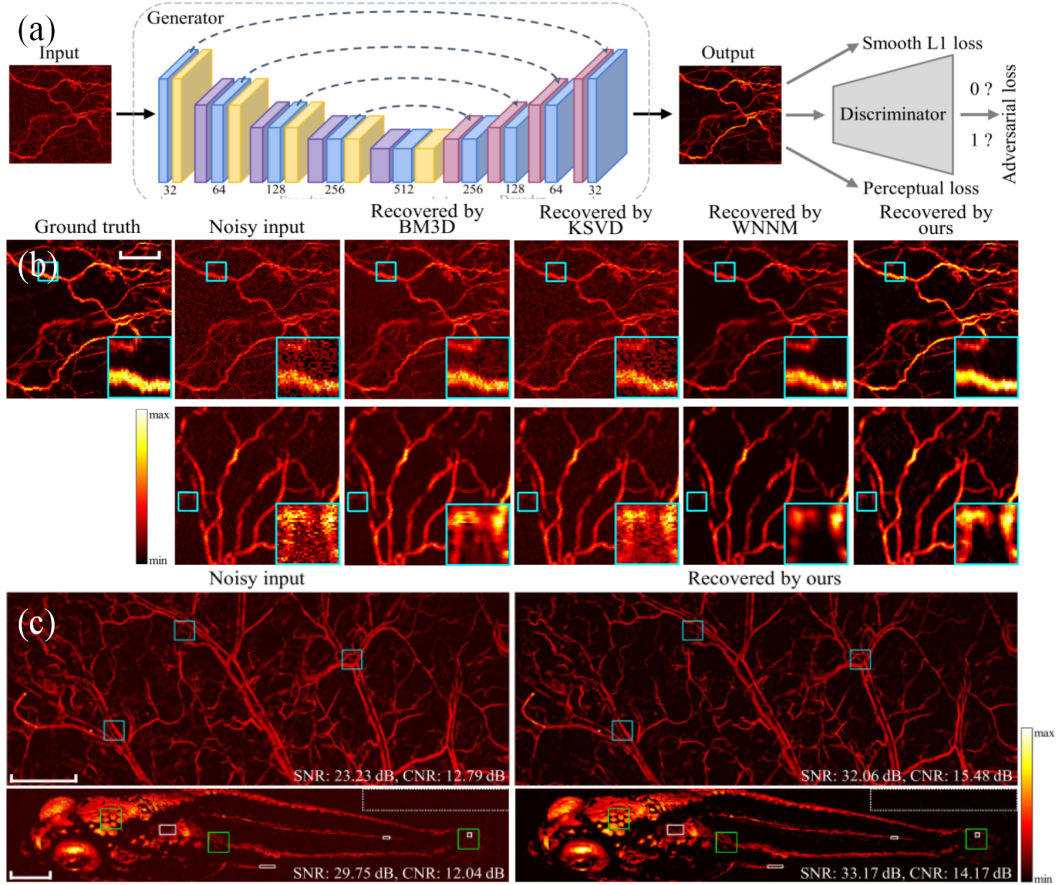 (a)
Input
Generator
Output
Smooth L1 loss
Discriminator
0 ?
1 ?
Adversarial loss
Perceptual loss
32
64
128
256
512
256
128
64
32
(b)
Ground truth
Noisy input
Recovered by
BM3D
Recovered by
KSVD
Recovered by
WNNM
Recovered by
ours
max
min
Noisy input
Recovered by ours
(c)
SNR: 23.23 dB, CNR: 12.79 dB
SNR: 32.06 dB, CNR: 15.48 dB
SNR: 29.75 dB, CNR: 12.04 dB
SNR: 33.17 dB, CNR: 14.17 dB
max
min